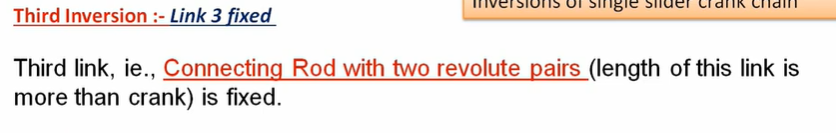 Third Inversion :- Link 3 fixed
Inversions of single slider crank chain
Third link, ie., Connecting Rod with two revolute pairs (length of this link is
more than crank) is fixed.